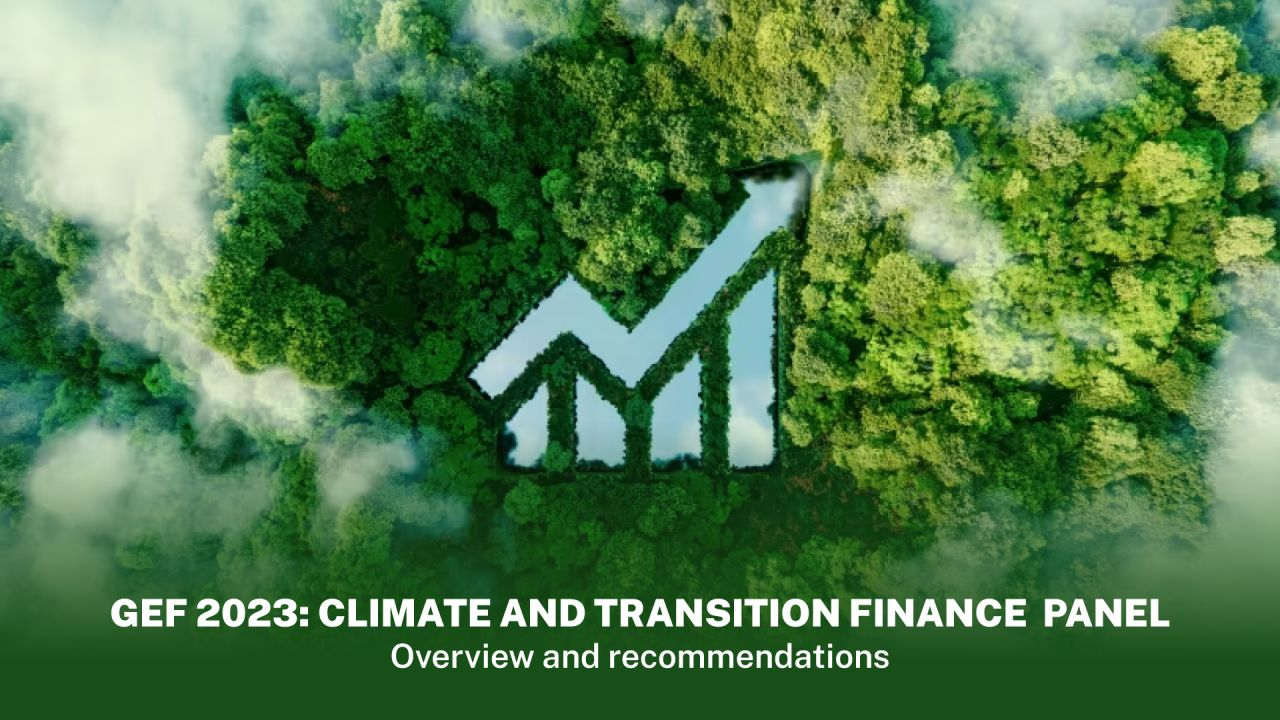 GEF 2023: CLIMATE AND TRANSITION FINANCE PANEL
Overview and recommendations